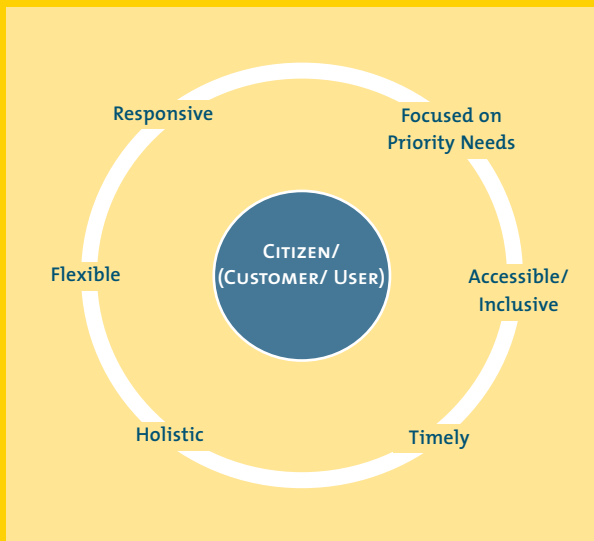 Responsive
Focused on
Priority Needs
CITIZEN/
(CUSTOMER/ USER)
Flexible
Accessible/
Inclusive
Holistic
Timely